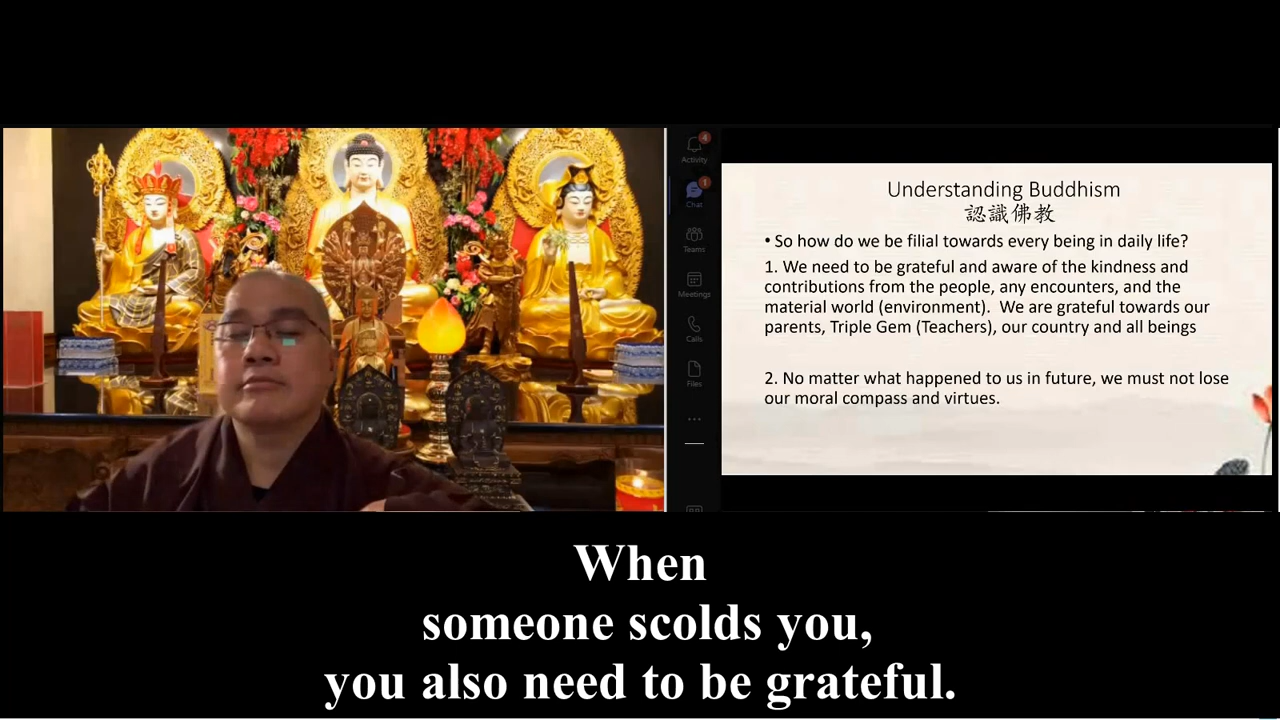 4
Activity
1
Chat
Teams
Meetings
Calls
Files
Understanding Buddhism
認識佛教
• So how do we be filial towards every being in daily life?
1. We need to be grateful and aware of the kindness and
contributions from the people, any encounters, and the
material world (environment).  We are grateful towards our
parents, Triple Gem (Teachers), our country and all beings
2. No matter what happened to us in future, we must not lose
our moral compass and virtues.
When
someone scolds you,
you also need to be grateful.